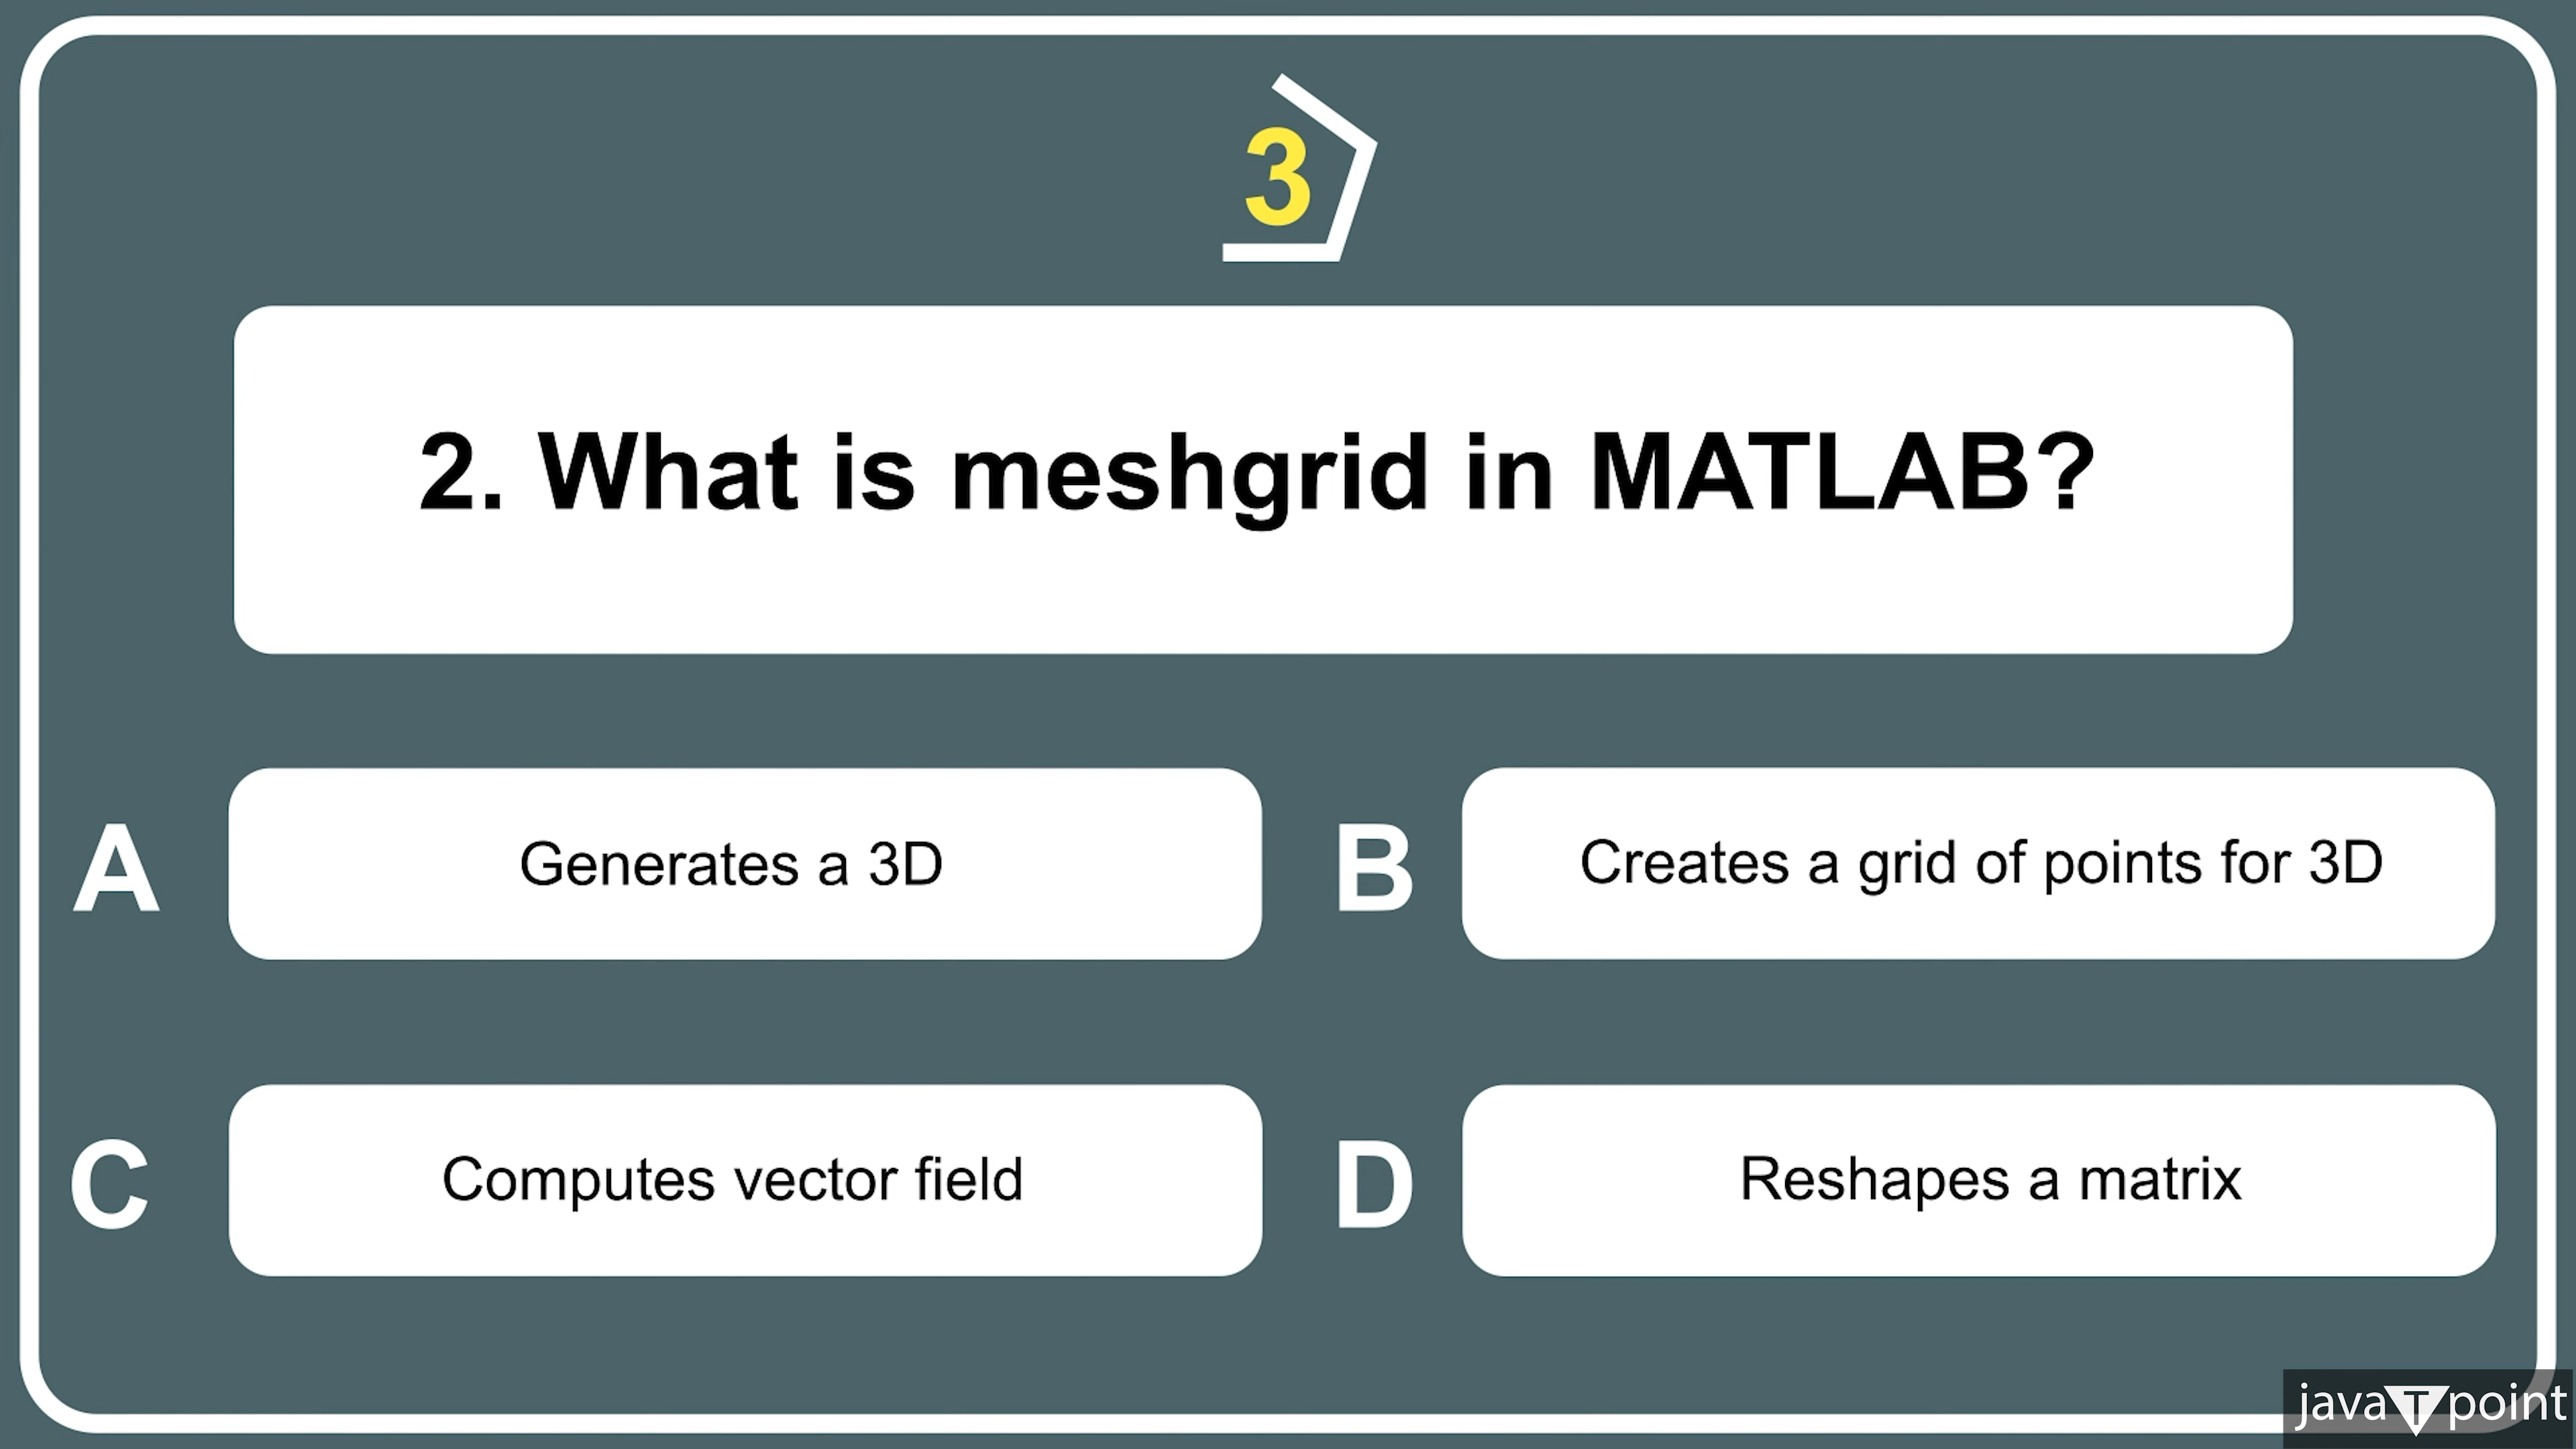 3
2. What is meshgrid in MATLAB?
A
Generates a 3D
B
Creates a grid of points for 3D
C
Computes vector field
D
Reshapes a matrix
javaTpoint